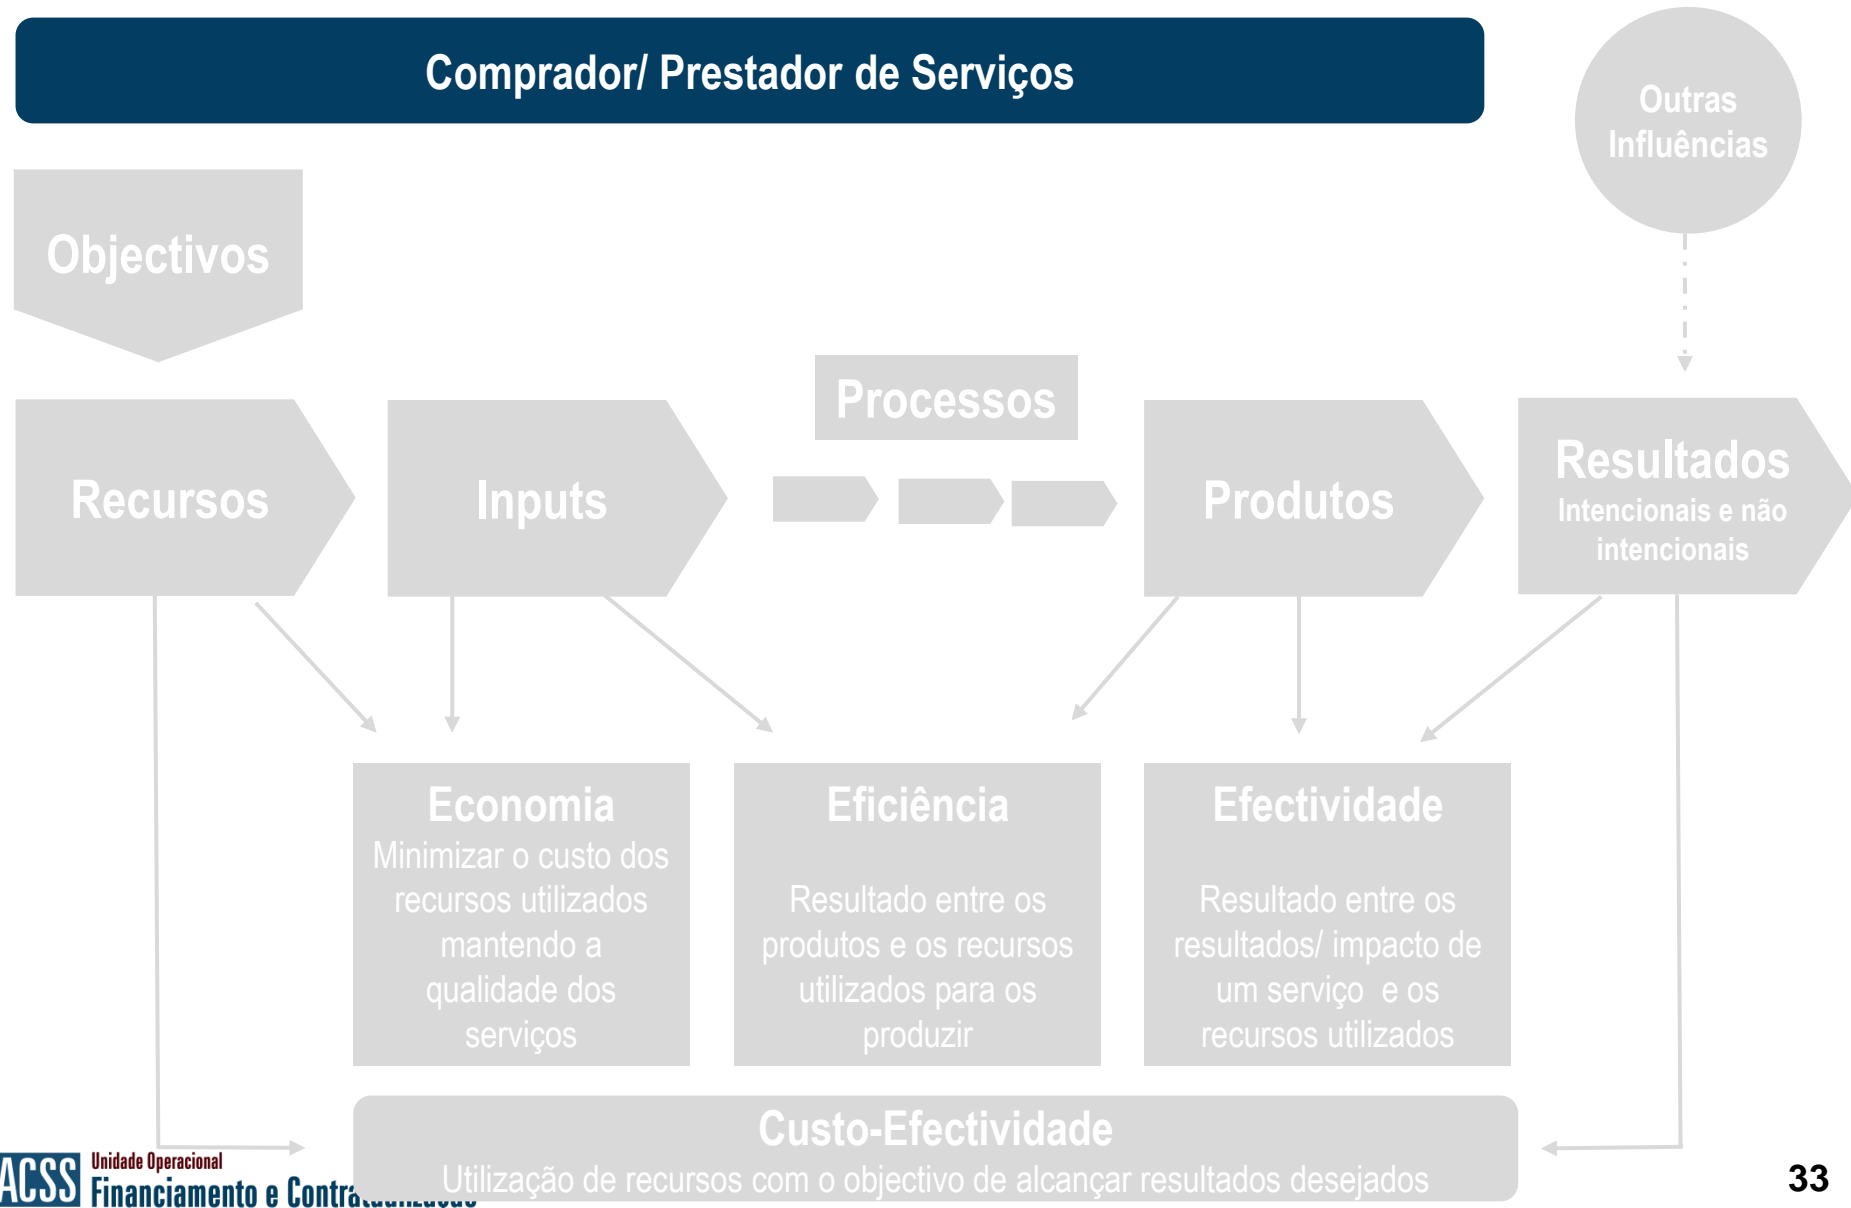 Comprador/ Prestador de Serviços
Outras
Influências
Objectivos
Processos
Recursos
Inputs
Produtos
Resultados
Intencionais e não
intencionais
Economia
Minimizar o custo dos
recursos utilizados
mantendo a
qualidade dos
serviços
Eficiência
Resultado entre os
produtos e os recursos
utilizados para os
produzir
Efectividade
Resultado entre os
resultados/ impacto de
um serviço e os
recursos utilizados
Custo-Efectividade
Utilização de recursos com o objectivo de alcançar resultados desejados
ACSS
Unidade Operacional
Financiamento e Contratualização
33